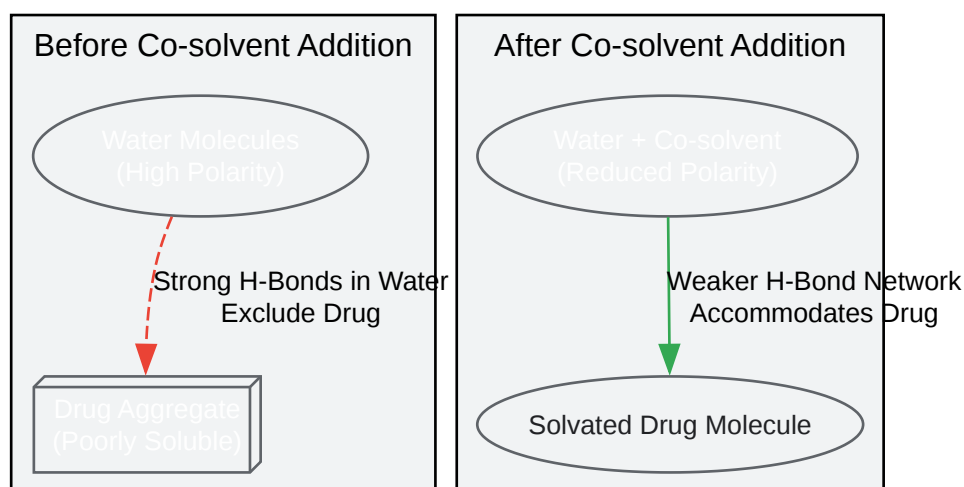 Before Co-solvent Addition
Water Molecules
(High Polarity)
Strong H-Bonds in Water
Exclude Drug
Drug Aggregate
(Poorly Soluble)
After Co-solvent Addition
Water + Co-solvent
(Reduced Polarity)
Weaker H-Bond Network
Accommodates Drug
Solvated Drug Molecule